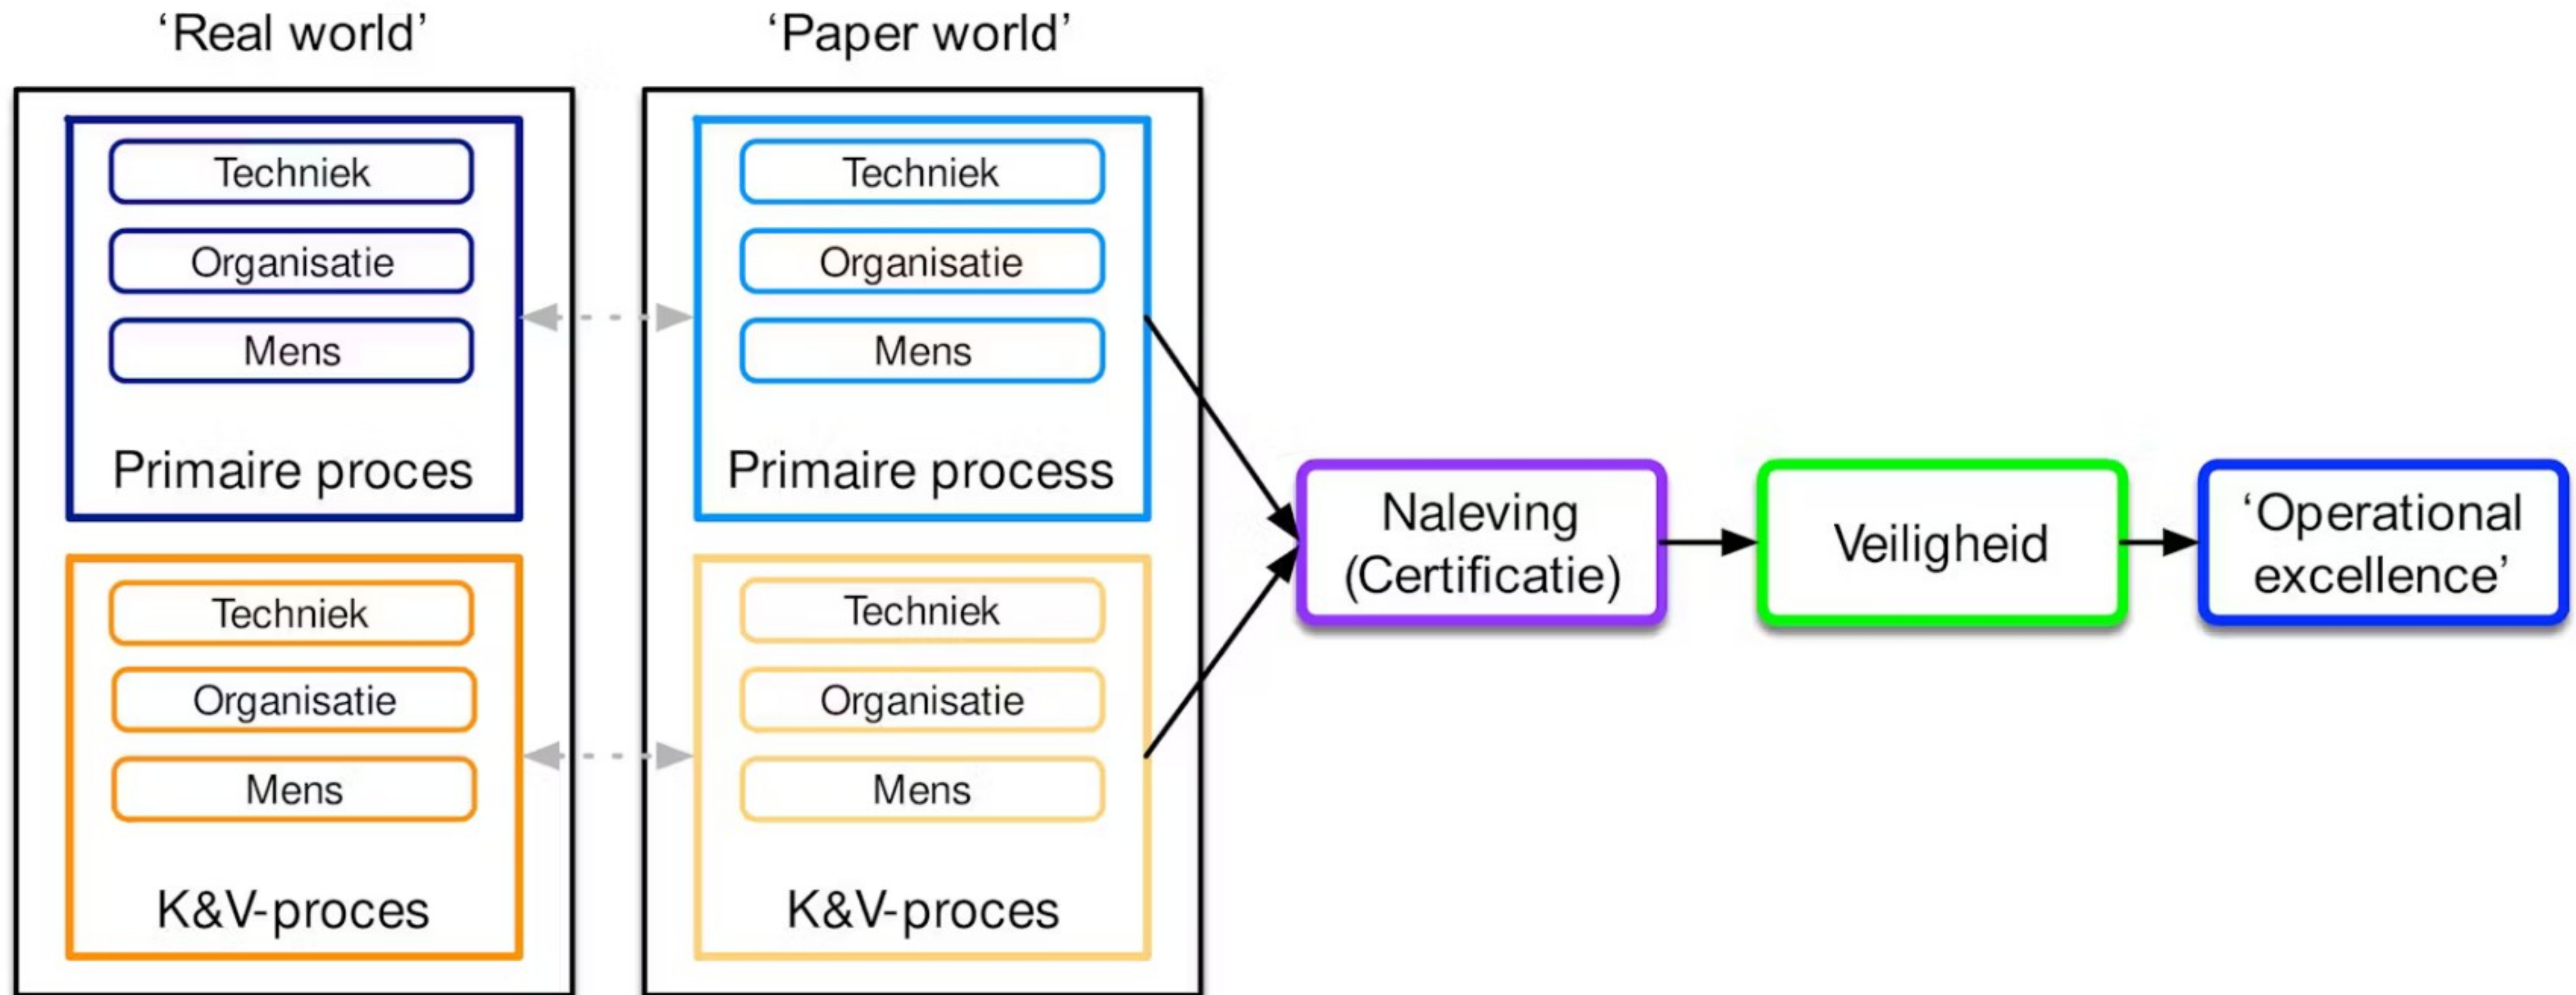 ‘Real world’
Techniek
Organisatie
Mens
Primaire proces
Techniek
Organisatie
Mens
K&V-proces
‘Paper world’
Techniek
Organisatie
Mens
Primaire process
Techniek
Organisatie
Mens
K&V-proces
Naleving
(Certificatie)
Veiligheid
‘Operational
excellence’